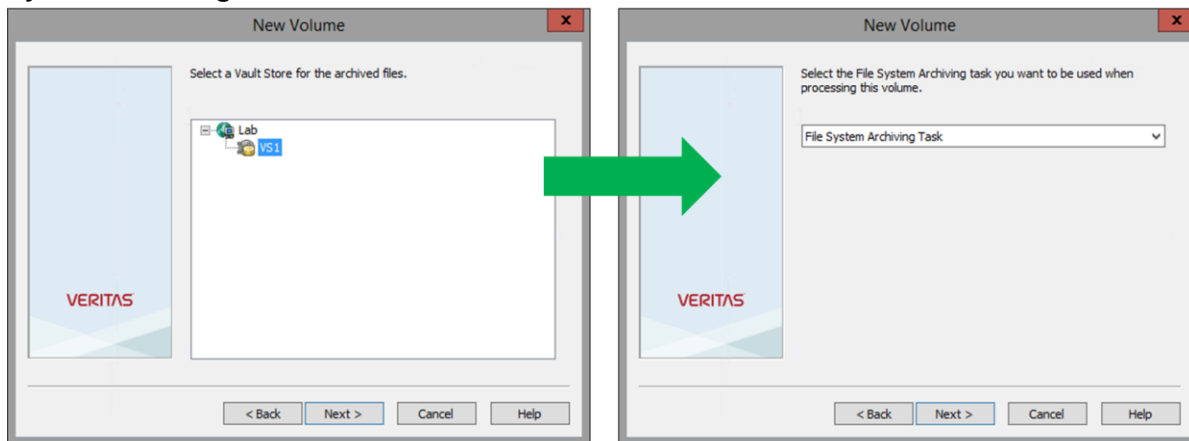 New Volume
x
Select a Vault Store for the archived files.
Lab
VS1
VERITAS
< Back Next > Cancel Help
New Volume
x
Select the File System Archiving task you want to be used when
processing this volume.
File System Archiving Task
VERITAS
< Back Next > Cancel Help